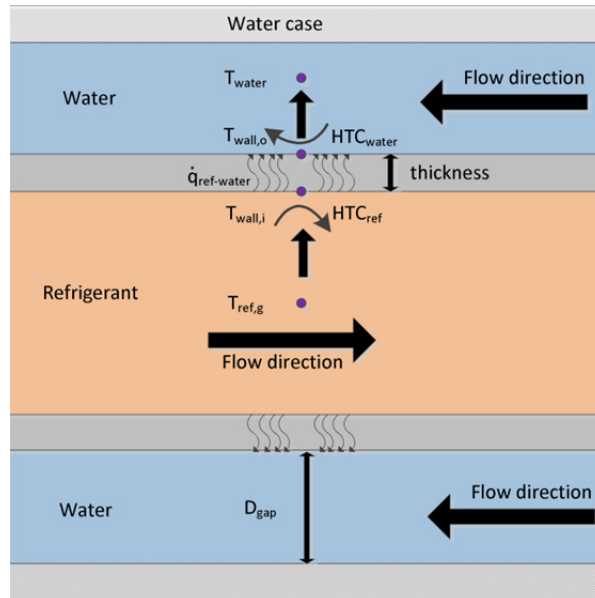 Water case
T_water
Flow direction
Water
T_wall,o
HTC_water
q̇_ref-water
thickness
T_wall,i
HTC_ref
Refrigerant
T_ref,g
Flow direction
Water
D_gap
Flow direction